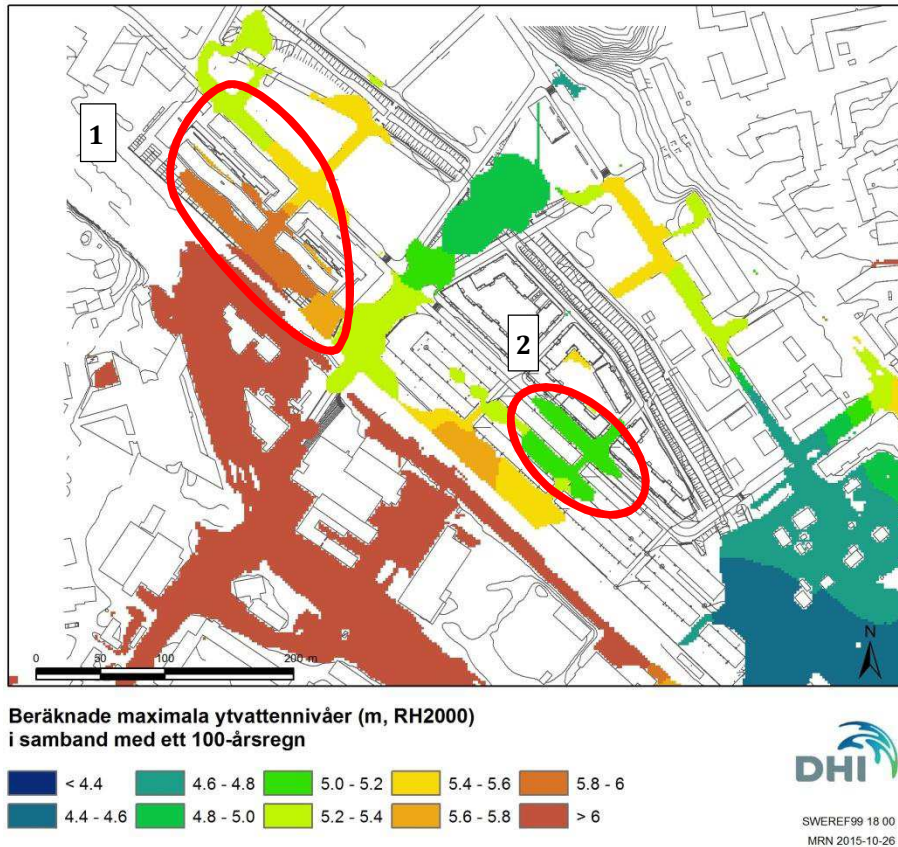 1
2
N
0 50 100 200 m
Beräknade maximala ytvattennivåer (m, RH2000)
i samband med ett 100-årsregn
< 4.4
4.6 - 4.8
5.0 - 5.2
5.4 - 5.6
5.8 - 6
4.4 - 4.6
4.8 - 5.0
5.2 - 5.4
5.6 - 5.8
> 6
DHI
SWEREF99 18 00
MRN 2015-10-26